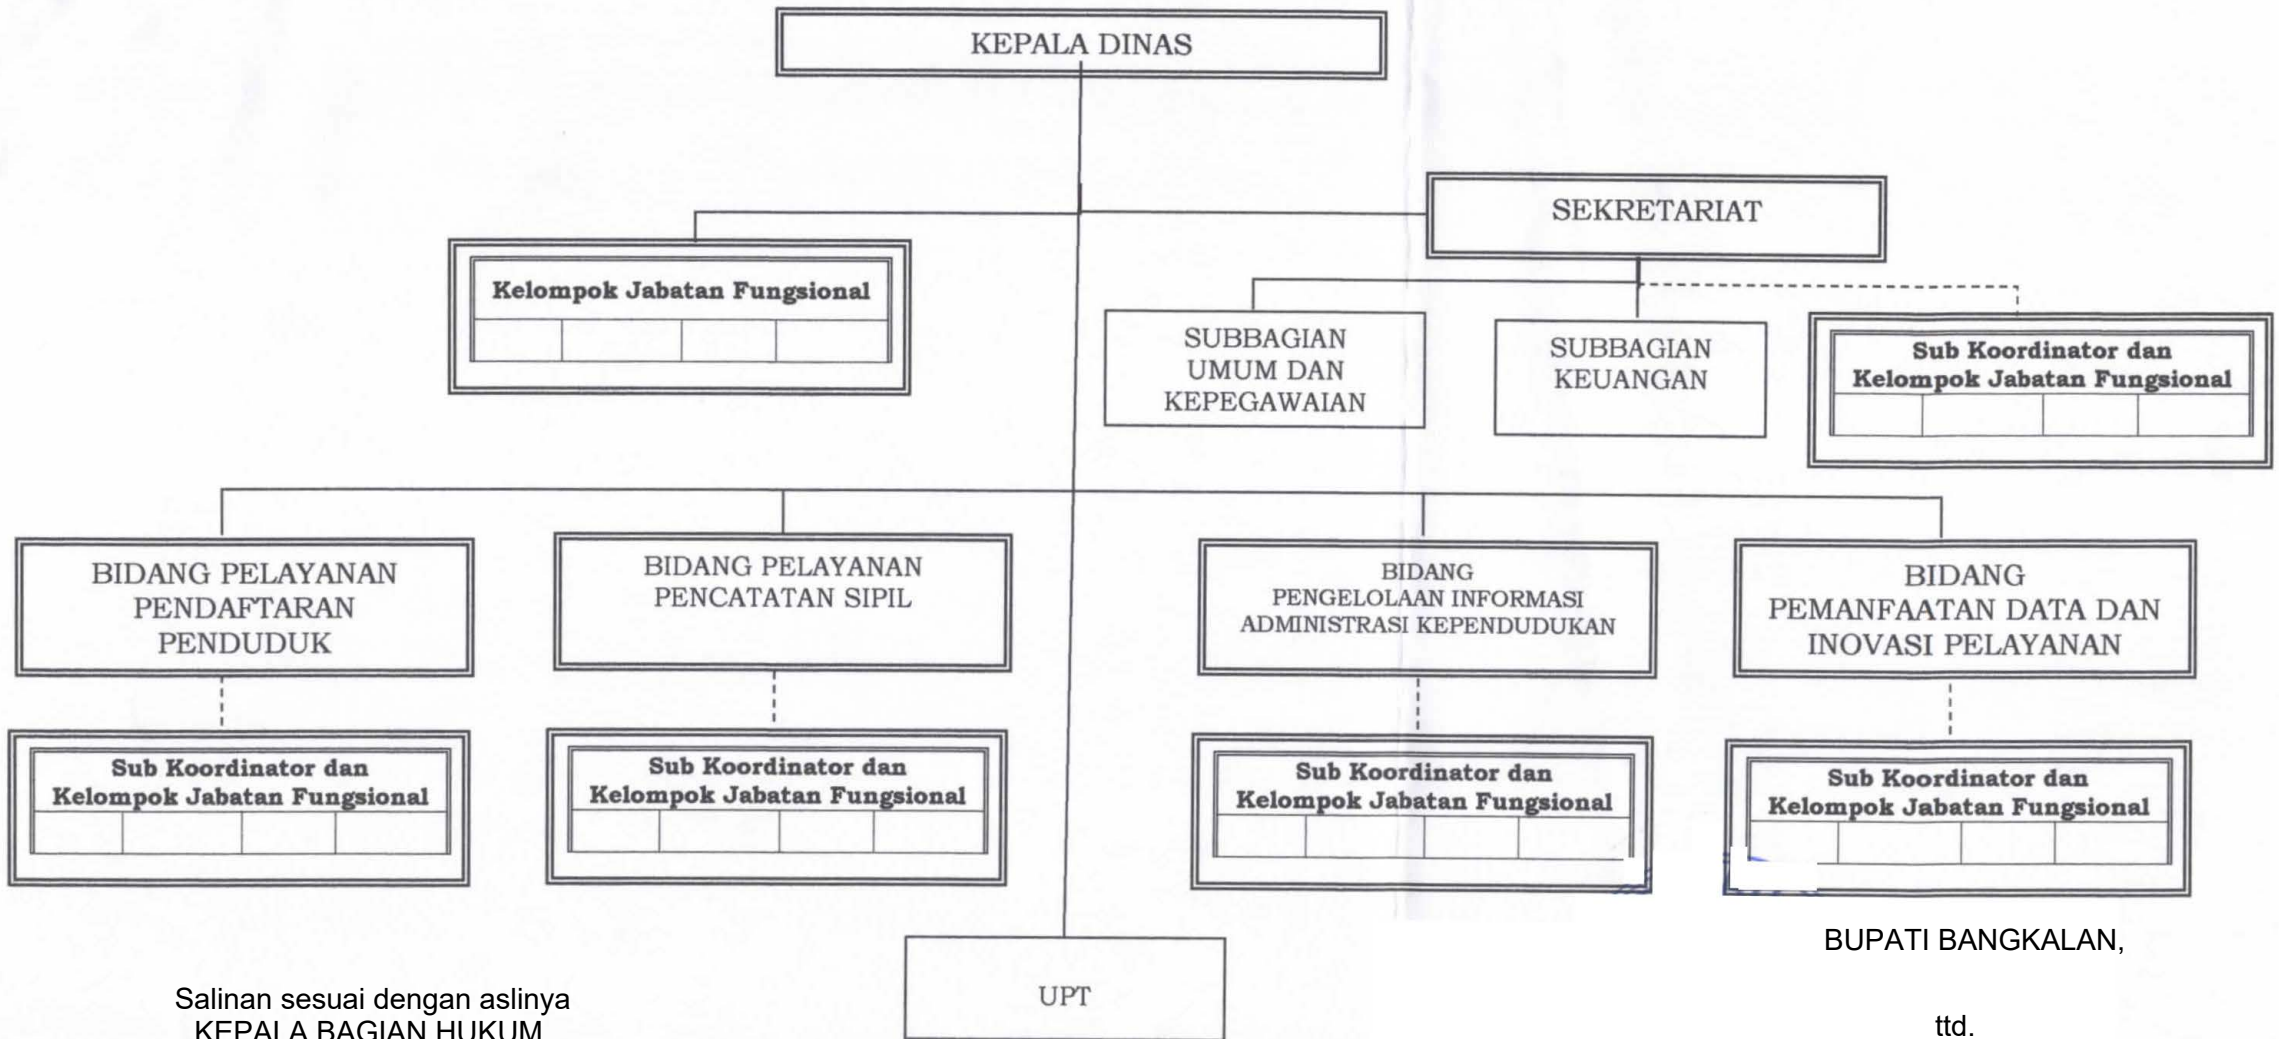 KEPALA DINAS
SEKRETARIAT
Kelompok Jabatan Fungsional
SUBBAGIAN
UMUM DAN
KEPEGAWAIAN
SUBBAGIAN
KEUANGAN
Sub Koordinator dan
Kelompok Jabatan Fungsional
BIDANG PELAYANAN
PENDAFTARAN
PENDUDUK
BIDANG PELAYANAN
PENCATATAN SIPIL
BIDANG
PENGELOLAAN INFORMASI
ADMINISTRASI KEPENDUDUKAN
BIDANG
PEMANFAATAN DATA DAN
INOVASI PELAYANAN
Sub Koordinator dan
Kelompok Jabatan Fungsional
Sub Koordinator dan
Kelompok Jabatan Fungsional
Sub Koordinator dan
Kelompok Jabatan Fungsional
Sub Koordinator dan
Kelompok Jabatan Fungsional
UPT
BUPATI BANGKALAN,
ttd.
Salinan sesuai dengan aslinya
KEPALA BAGIAN HUKUM